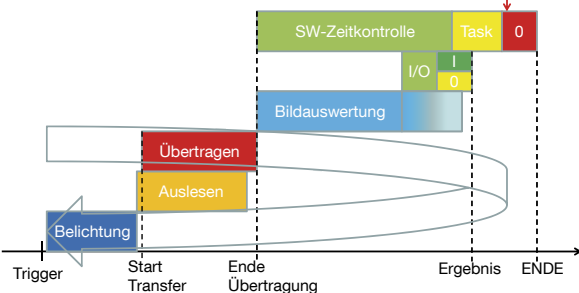 SW-Zeitkontrolle Task 0
I/O I
0
Bildauswertung
Übertragen
Auslesen
Belichtung
Trigger Start Transfer Ende Übertragung Ergebnis ENDE